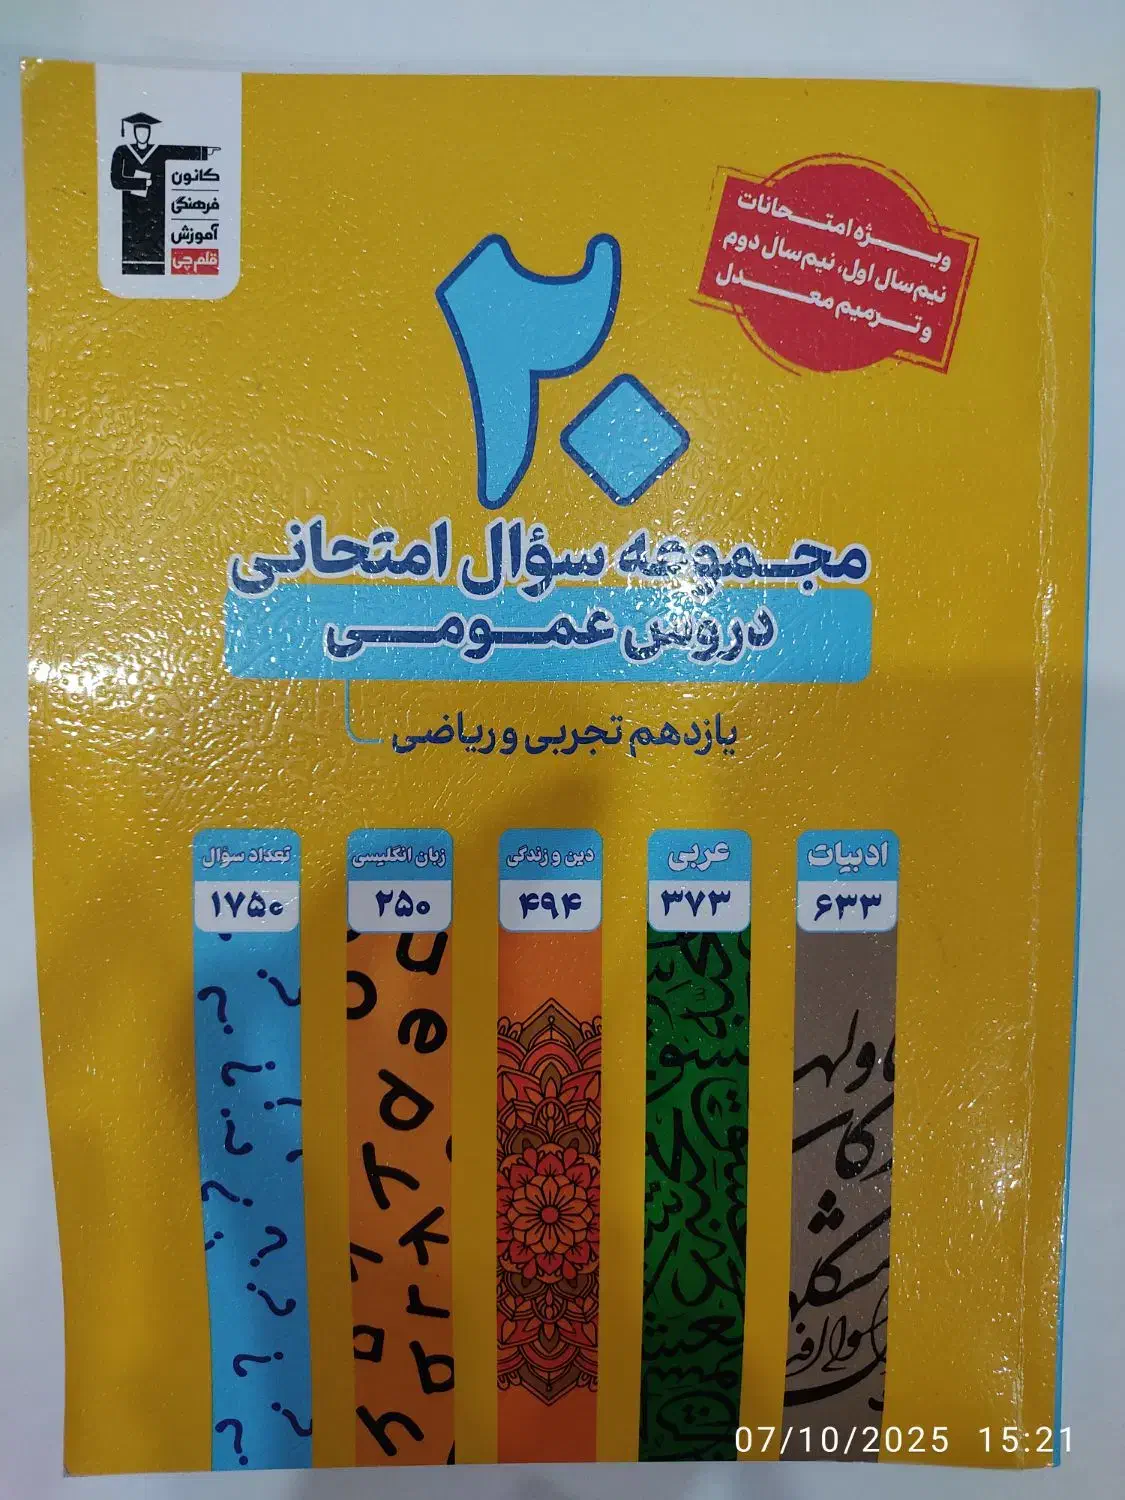 کانون
فرهنگی
آموزش
قلم‌چی
ویژه امتحانات
نیم‌سال اول، نیم‌سال دوم
و ترمیم معدل
۲۰
مجموعه سؤال امتحانی
دروس عمومی
یازدهم تجربی و ریاضی
ادبیات
۶۳۳
عربی
۳۷۳
دین و زندگی
۴۹۴
زبان انگلیسی
۲۵۰
تعداد سؤال
۱۷۵۰
07/10/2025 15:21